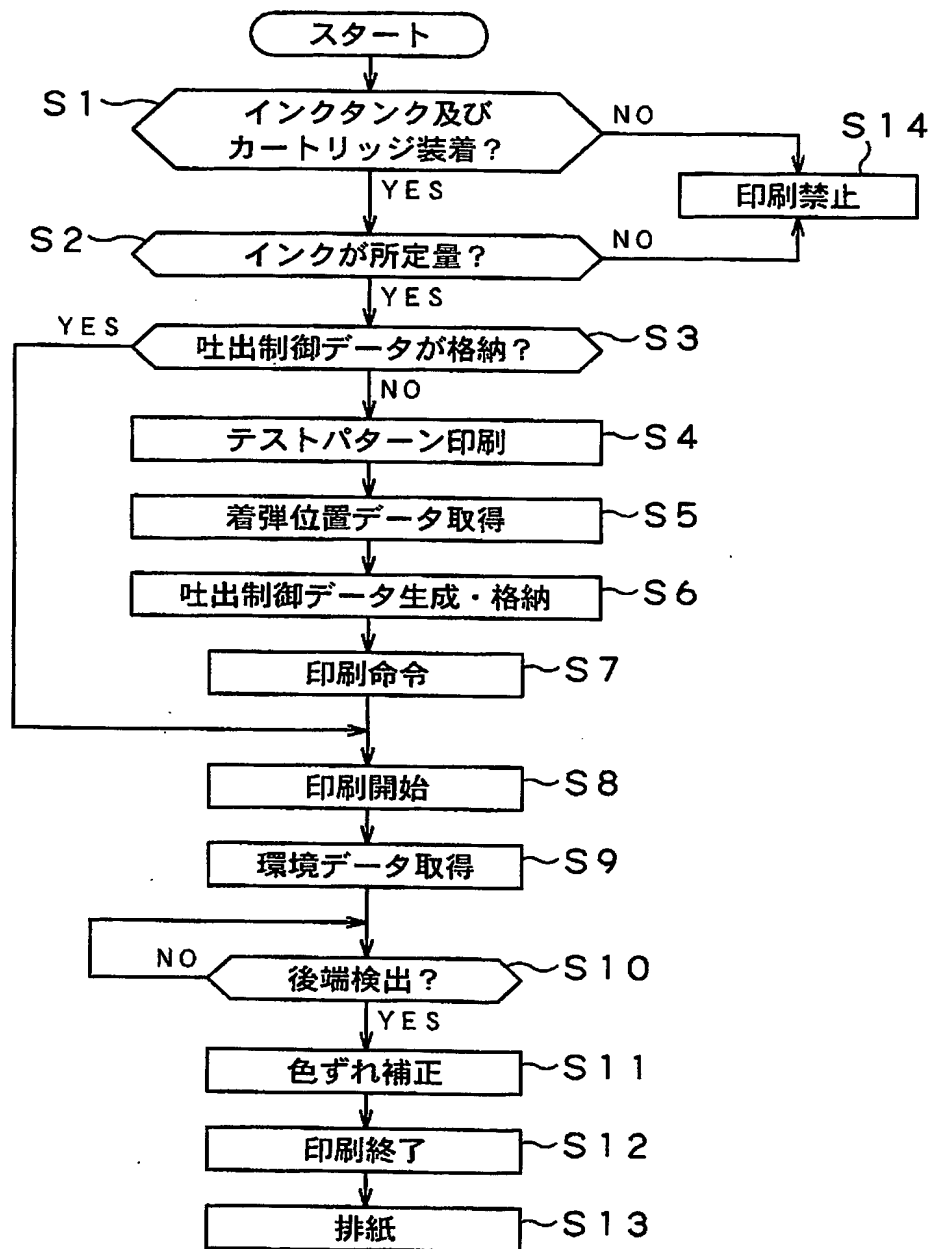 スタート
S1
インクタンク及び
カートリッジ装着?
NO
S14
印刷禁止
YES
S2
インクが所定量?
NO
YES
YES
吐出制御データが格納?
S3
NO
テストパターン印刷
S4
着弾位置データ取得
S5
吐出制御データ生成・格納
S6
印刷命令
S7
印刷開始
S8
環境データ取得
S9
NO
後端検出?
S10
YES
色ずれ補正
S11
印刷終了
S12
排紙
S13